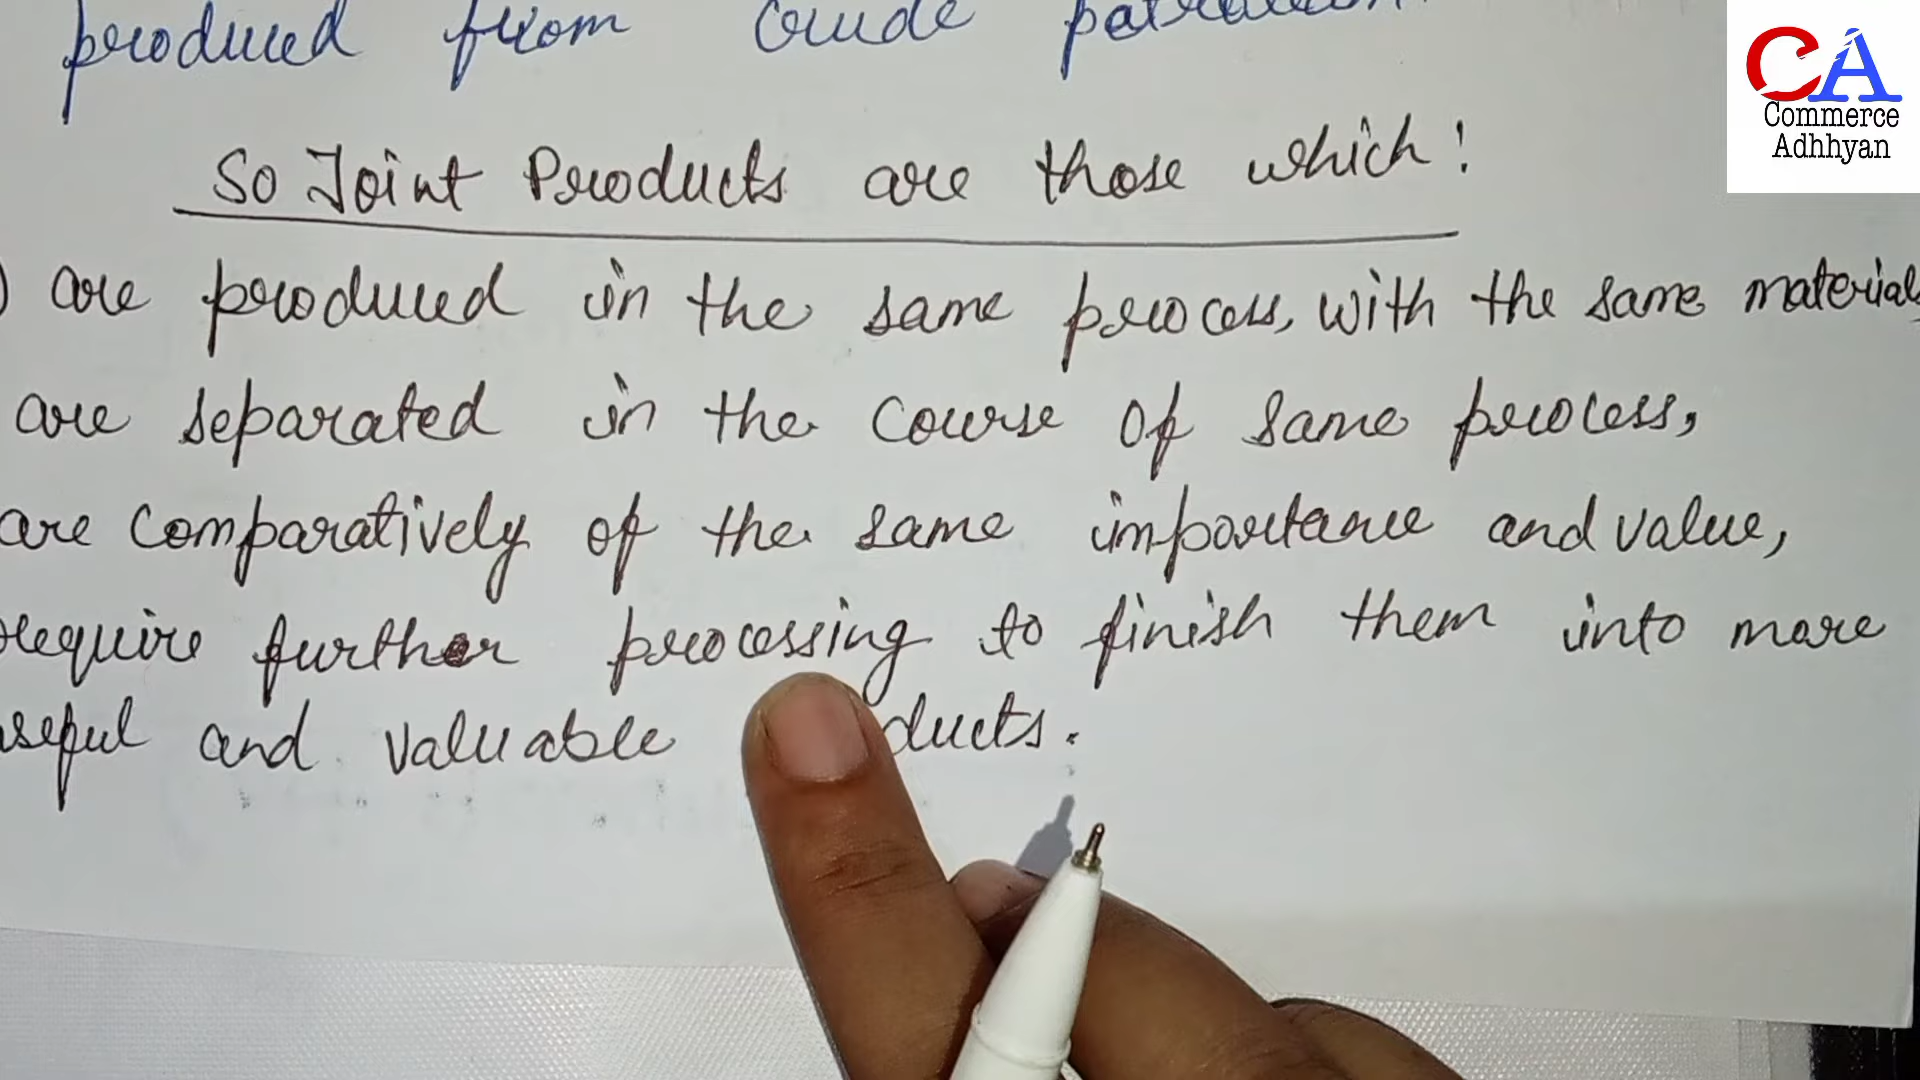 produced from crude
CA
Commerce
Adhhyan
So Joint Products are those which:
) are produced in the same process, with the same material,
are separated in the course of same process,
are comparatively of the same importance and value,
require further processing to finish them into more
useful and valuable ducts.